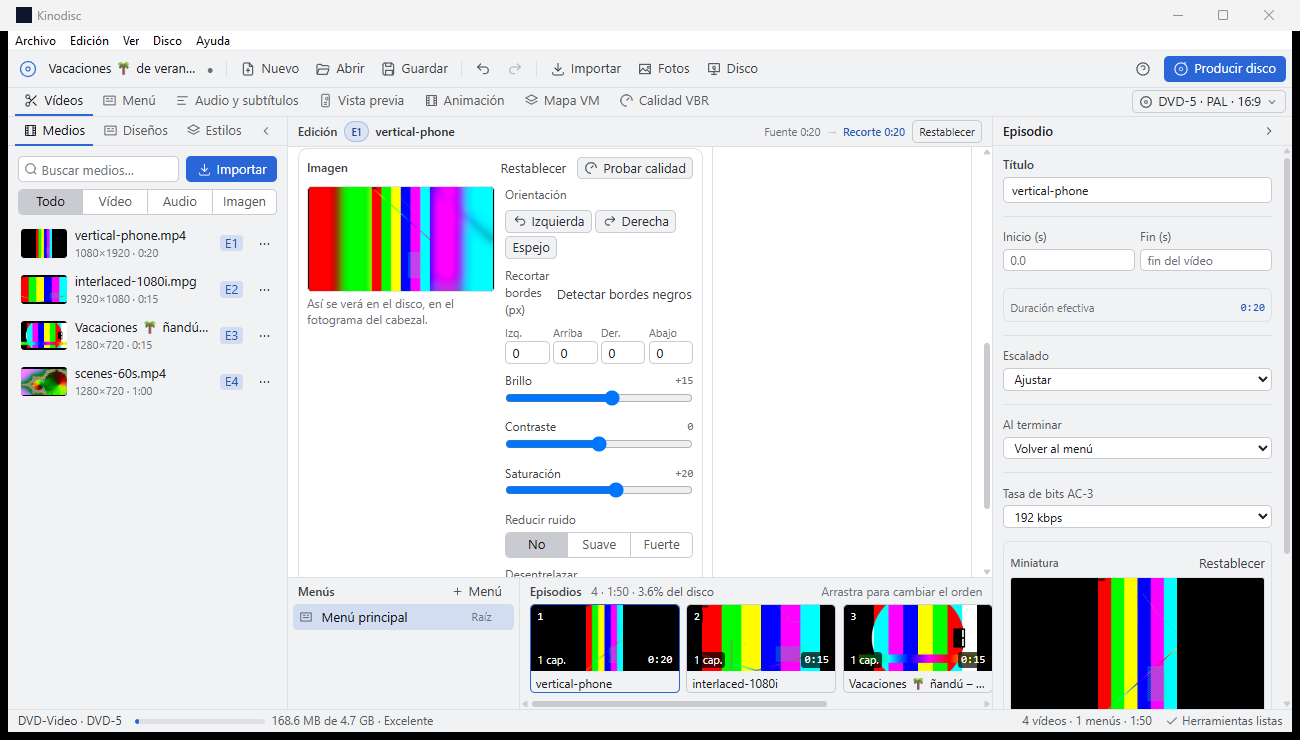 Kinodisc
Archivo Edición Ver Disco Ayuda
Vacaciones 🌴 de veran... • Nuevo Abrir Guardar Importar Fotos Disco Producir disco
Vídeos Menú Audio y subtítulos Vista previa Animación Mapa VM Calidad VBR DVD-5 · PAL · 16:9
Medios Diseños Estilos
Buscar medios... Importar
Todo Vídeo Audio Imagen
vertical-phone.mp4 E1 ...
1080×1920 · 0:20
interlaced-1080i.mpg E2 ...
1920×1080 · 0:15
Vacaciones 🌴 ñandú... E3 ...
1280×720 · 0:15
scenes-60s.mp4 E4 ...
1280×720 · 1:00
Edición E1 vertical-phone Fuente 0:20 → Recorte 0:20 Restablecer
Imagen Restablecer Probar calidad
Así se verá en el disco, en el
fotograma del cabezal.
Orientación
Izquierda Derecha
Espejo
Recortar
bordes
(px)
Detectar bordes negros
Izq. Arriba Der. Abajo
0 0 0 0
Brillo +15
Contraste 0
Saturación +20
Reducir ruido
No Suave Fuerte
Desentrelazar
Episodio
Título
vertical-phone
Inicio (s) Fin (s)
0.0 fin del vídeo
Duración efectiva 0:20
Escalado
Ajustar
Al terminar
Volver al menú
Tasa de bits AC-3
192 kbps
Miniatura Restablecer
Menús + Menú
Menú principal Raíz
Episodios 4 · 1:50 · 3.6% del disco Arrastra para cambiar el orden
1 2 3
1 cap. 0:20 1 cap. 0:15 1 cap. 0:15
vertical-phone interlaced-1080i Vacaciones 🌴 ñandú – ...
DVD-Video · DVD-5 168.6 MB de 4.7 GB · Excelente 4 vídeos · 1 menús · 1:50 Herramientas listas